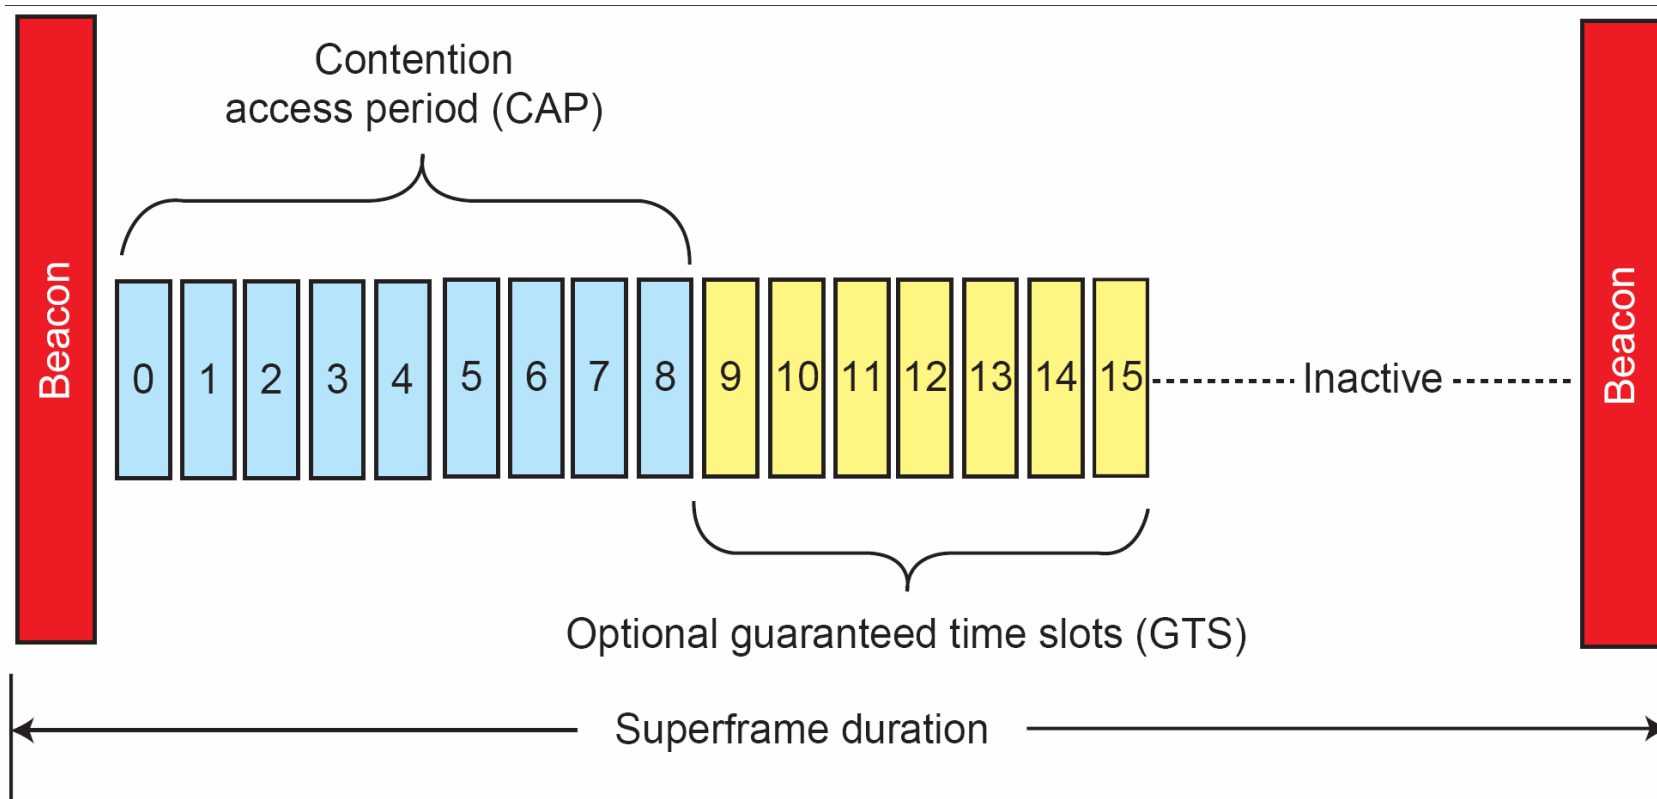 Contention
access period (CAP)
Beacon
0 1 2 3 4 5 6 7 8 9 10 11 12 13 14 15 Inactive
Beacon
Optional guaranteed time slots (GTS)
Superframe duration